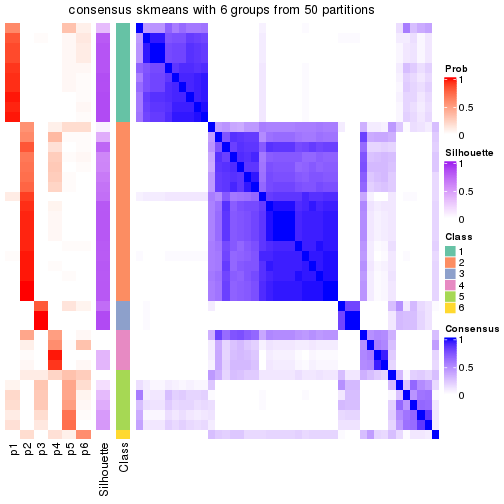 consensus skmeans with 6 groups from 50 partitions
Prob
1
0.5
0
Silhouette
1
0.5
0
Class
1
2
3
4
5
6
Consensus
1
0.5
0
p1
p2
p3
p4
p5
p6
Silhouette
Class